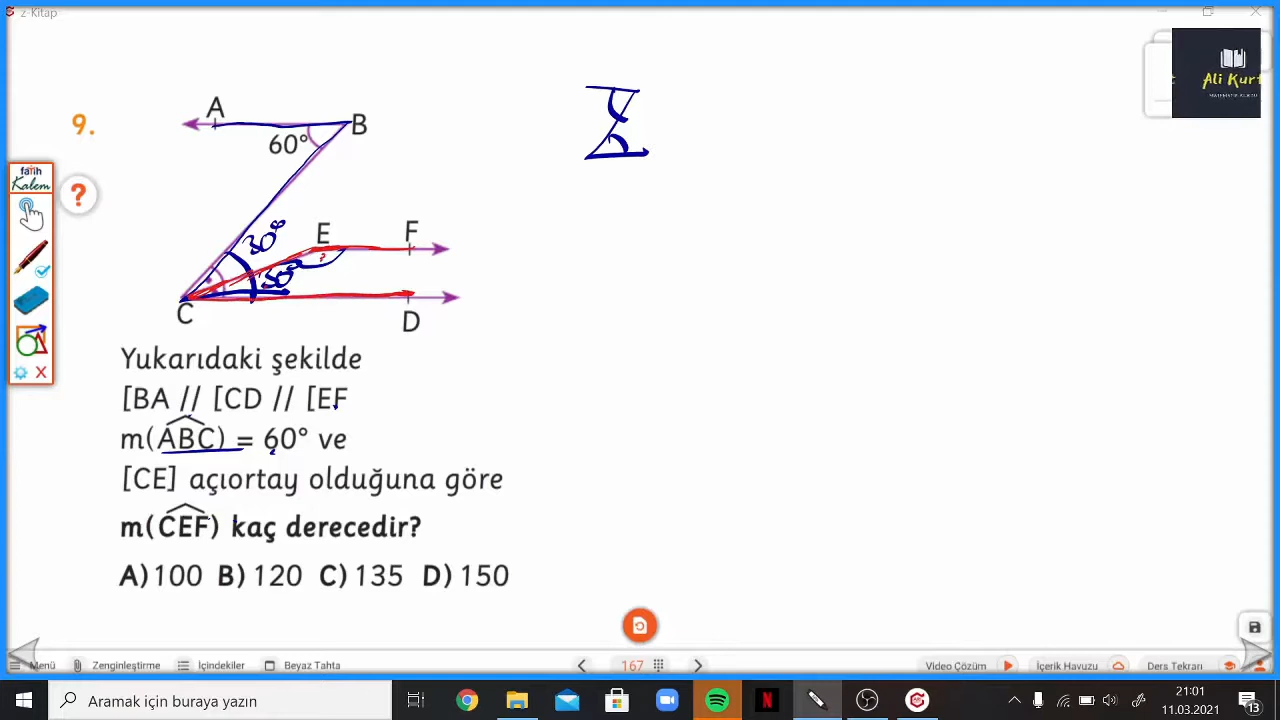 z-Kitap
Ali Kurt
9.
A
B
60°
30°
E
F
?
30°
C
D
fatih
Kalem
?
Yukarıdaki şekilde
[BA // [CD // [EF
m(ABC) = 60° ve
[CE] açıortay olduğuna göre
m(CEF) kaç derecedir?
A) 100 B) 120 C) 135 D) 150
Menü Zenginleştirme İçindekiler Beyaz Tahta 167 Video Çözüm İçerik Havuzu Ders Tekrarı
Aramak için buraya yazın
21:01
11.03.2021
13